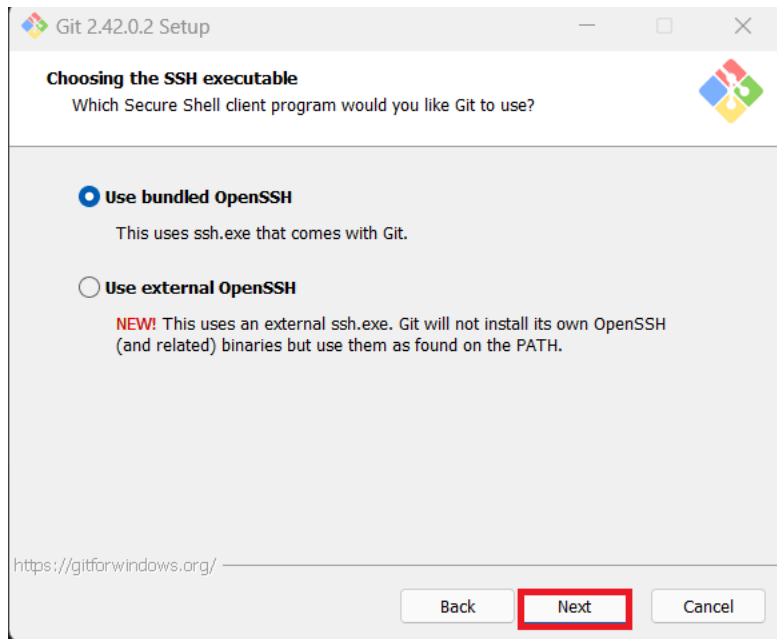 Git 2.42.0.2 Setup
Choosing the SSH executable
Which Secure Shell client program would you like Git to use?
Use bundled OpenSSH
This uses ssh.exe that comes with Git.
Use external OpenSSH
NEW! This uses an external ssh.exe. Git will not install its own OpenSSH
(and related) binaries but use them as found on the PATH.
https://gitforwindows.org/
Back Next Cancel